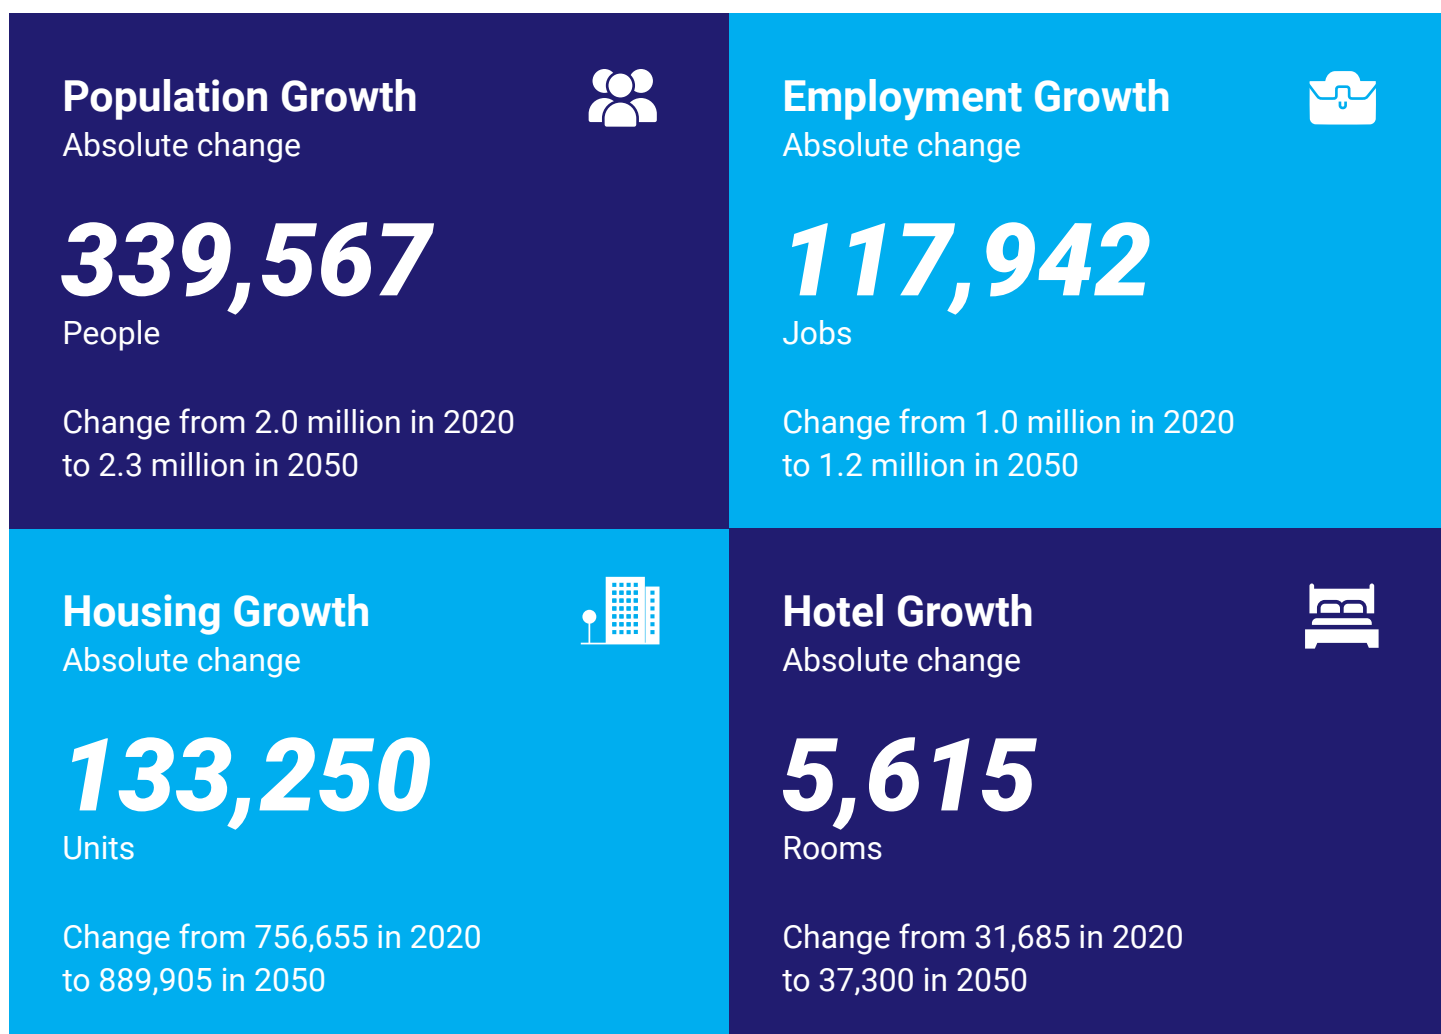 Population Growth
Absolute change
339,567
People
Change from 2.0 million in 2020
to 2.3 million in 2050
Employment Growth
Absolute change
117,942
Jobs
Change from 1.0 million in 2020
to 1.2 million in 2050
Housing Growth
Absolute change
133,250
Units
Change from 756,655 in 2020
to 889,905 in 2050
Hotel Growth
Absolute change
5,615
Rooms
Change from 31,685 in 2020
to 37,300 in 2050